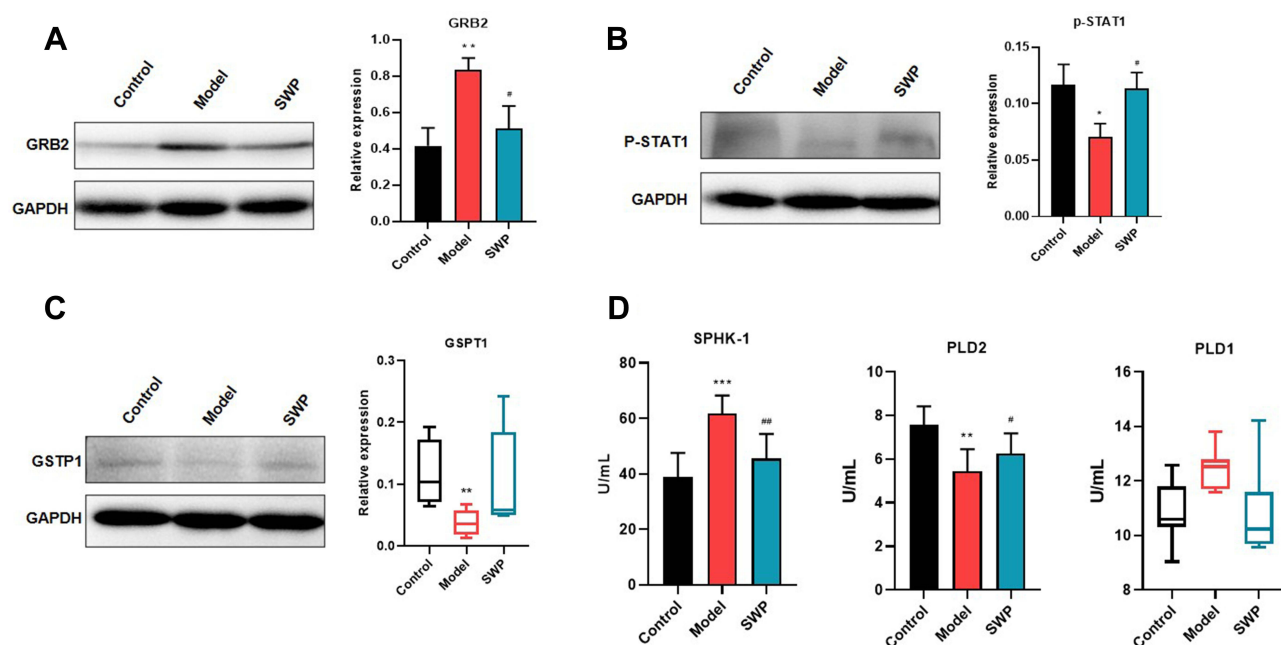 A
Control
Model
SWP
GRB2
GAPDH
GRB2
Relative expression
1.0
0.8
0.6
0.4
0.2
0.0
**
#
Control
Model
SWP
B
Control
Model
SWP
P-STAT1
GAPDH
p-STAT1
Relative expression
0.15
0.10
0.05
0.00
*
#
Control
Model
SWP
C
Control
Model
SWP
GSTP1
GAPDH
GSPT1
Relative expression
0.3
0.2
0.1
0.0
**
Control
Model
SWP
D
SPHK-1
U/mL
80
60
40
20
0
***
##
Control
Model
SWP
PLD2
U/mL
10
8
6
4
2
0
**
#
Control
Model
SWP
PLD1
U/mL
16
14
12
10
8
Control
Model
SWP